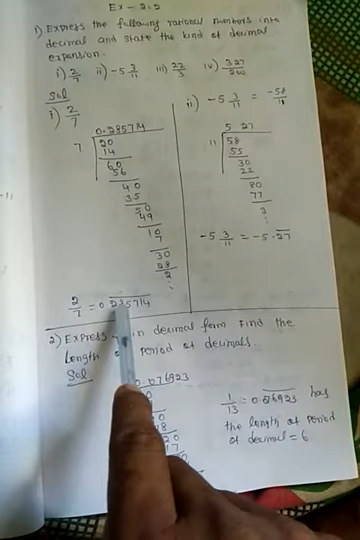 Ex - 2.2
1) Express the following rational numbers into
decimal and state the kind of decimal
expansion.
i) 2/7 ii) -5 3/11 iii) 22/3 iv) 327/200
Sol
i) 2/7
0.285714
7 20
14
60
56
40
35
50
49
10
7
30
28
2
2/7 = 0.285714
ii) -5 3/11 = -58/11
5 27
11 58
55
30
22
80
77
3
-5 3/11 = -5.27
2) Express in decimal form Find the
Length of Period of decimals.
Sol
0.076923
1/13 = 0.076923 has
the length of Period
of decimal = 6